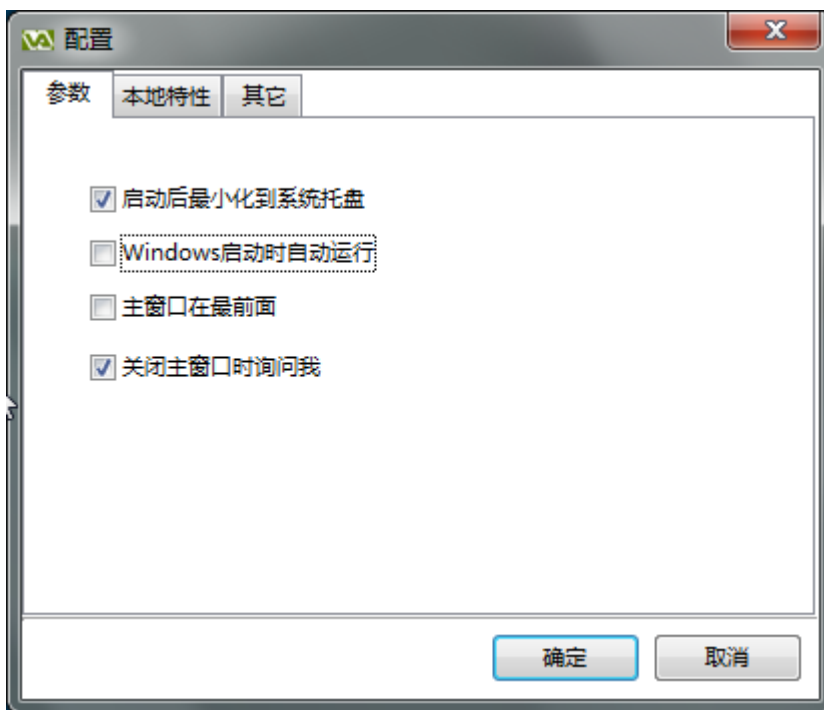 配置
参数 本地特性 其它
启动后最小化到系统托盘
Windows启动时自动运行
主窗口在最前面
关闭主窗口时询问我
确定 取消